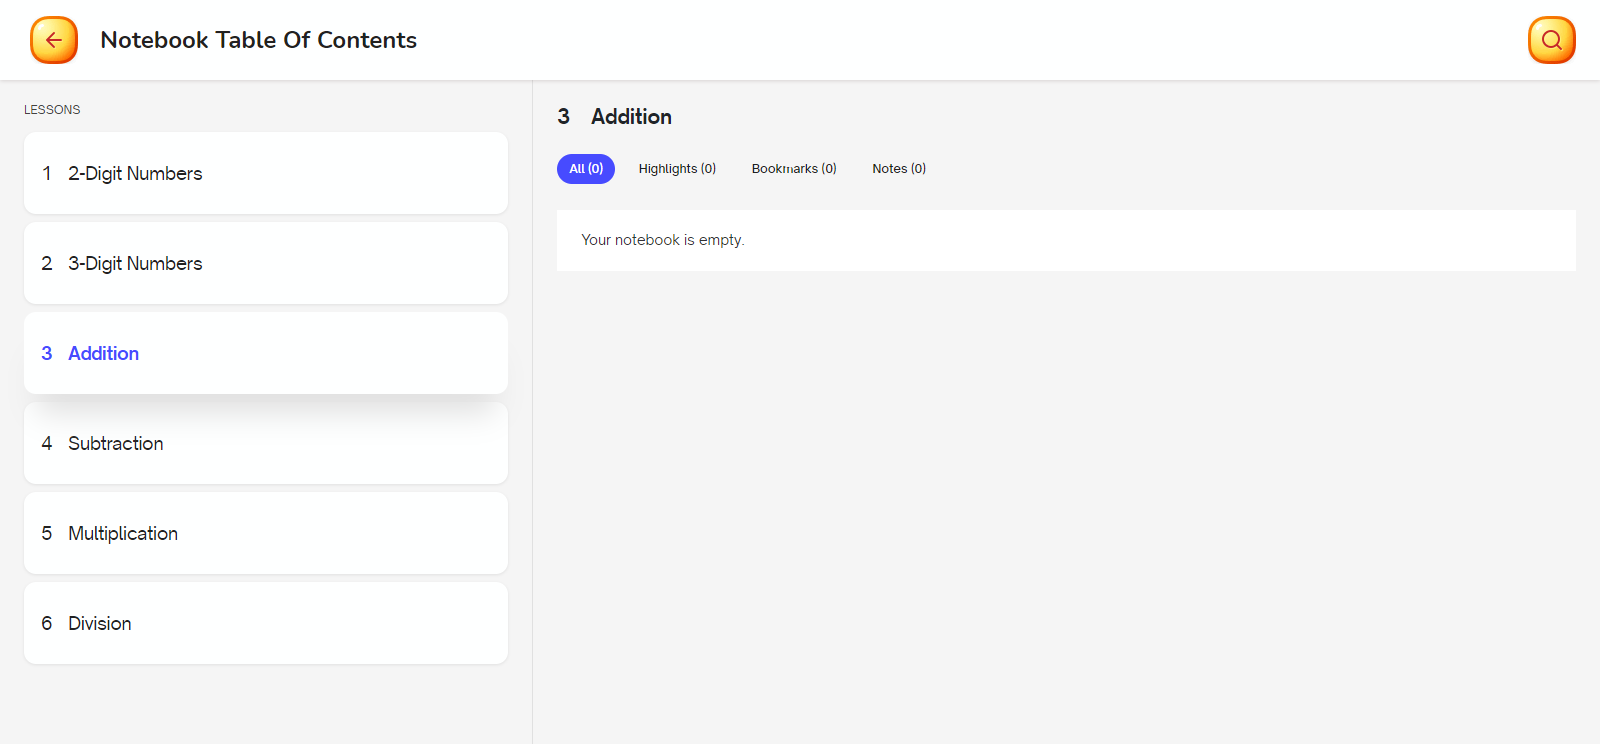 Notebook Table Of Contents
LESSONS
1 2-Digit Numbers
2 3-Digit Numbers
3 Addition
4 Subtraction
5 Multiplication
6 Division
3 Addition
All (0) Highlights (0) Bookmarks (0) Notes (0)
Your notebook is empty.